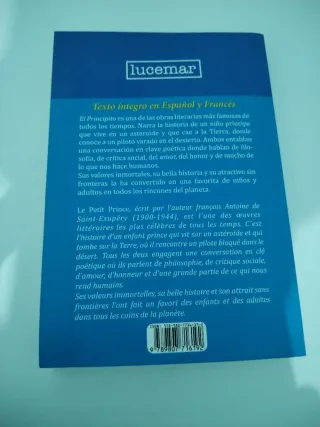 lucemar
Texto íntegro en Español y Francés
El Principito es una de las obras literarias más famosas de
todos los tiempos. Narra la historia de un niño príncipe
que vive en un asteroide y que cae a la Tierra, donde
conoce a un piloto varado en el desierto. Ambos entablan
una conversación en clave poética donde hablan de filo-
sofía, de crítica social, del amor, del honor y de mucho de
lo que nos hace humanos.
Sus valores inmortales, su bella historia y su atractivo sin
fronteras la ha convertido en una favorita de niños y
adultos en todos los rincones del planeta.
Le Petit Prince, écrit par l'auteur français Antoine de
Saint-Exupéry (1900-1944), est l'une des œuvres
littéraires les plus célèbres de tous les temps. C'est
l'histoire d'un enfant prince qui vit sur un astéroïde et qui
tombe sur la Terre, où il rencontre un pilote bloqué dans le
désert. Tous les deux engagent une conversation en clé
poétique où ils parlent de philosophie, de critique sociale,
d'amour, d'honneur et d'une grande partie de ce qui nous
rend humains.
Ses valeurs immortelles, sa belle histoire et son attrait sans
frontières l'ont fait un favori des enfants et des adultes
dans tous les coins de la planète.